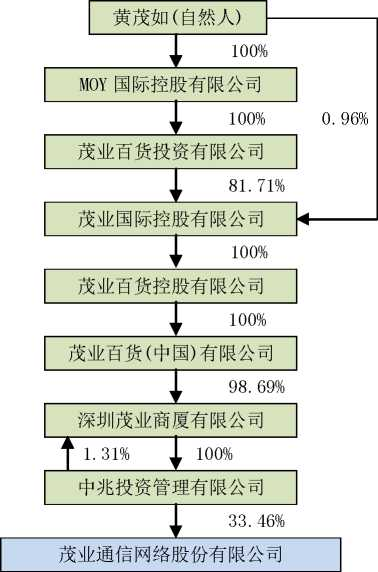 黄茂如(自然人)
100%
MOY 国际控股有限公司
100%
0.96%
茂业百货投资有限公司
81.71%
茂业国际控股有限公司
100%
茂业百货控股有限公司
100%
茂业百货(中国)有限公司
98.69%
深圳茂业商厦有限公司
1.31%
100%
中兆投资管理有限公司
33.46%
茂业通信网络股份有限公司